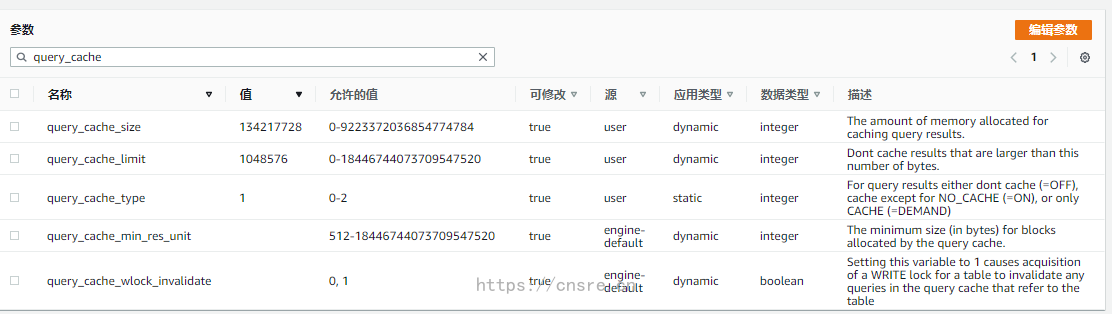 参数
编辑参数
query_cache
1
名称 值 允许的值 可修改 源 应用类型 数据类型 描述
query_cache_size 134217728 0-9223372036854774784 true user dynamic integer The amount of memory allocated for
caching query results.
query_cache_limit 1048576 0-18446744073709547520 true user dynamic integer Dont cache results that are larger than this
number of bytes.
query_cache_type 1 0-2 true user static integer For query results either dont cache (=OFF),
cache except for NO_CACHE (=ON), or only
CACHE (=DEMAND)
query_cache_min_res_unit 512-18446744073709547520 true engine-
default dynamic integer The minimum size (in bytes) for blocks
allocated by the query cache.
query_cache_wlock_invalidate 0, 1 true engine-
default dynamic boolean Setting this variable to 1 causes acquisition
of a WRITE lock for a table to invalidate any
queries in the query cache that refer to the
table
https://cnsre.cn